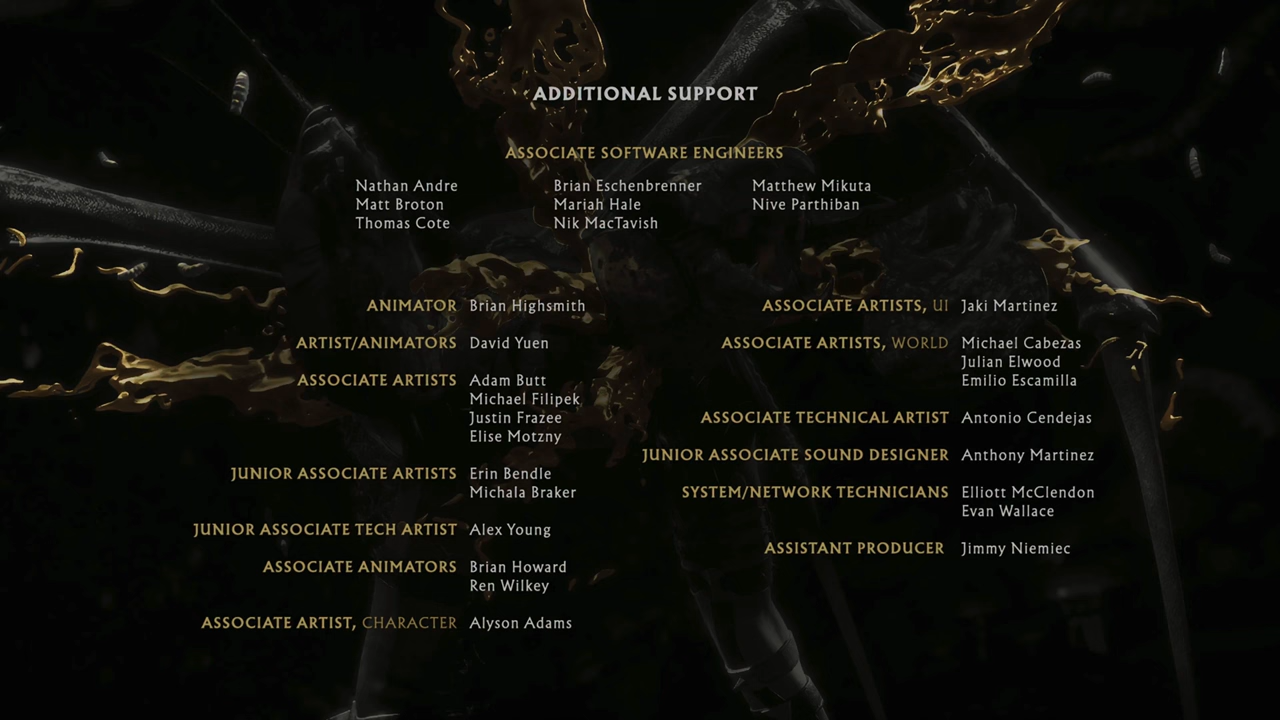 ADDITIONAL SUPPORT
ASSOCIATE SOFTWARE ENGINEERS
Nathan Andre
Matt Broton
Thomas Cote
Brian Eschenbrenner
Mariah Hale
Nik MacTavish
Matthew Mikuta
Nive Parthiban
ANIMATOR Brian Highsmith
ARTIST/ANIMATORS David Yuen
ASSOCIATE ARTISTS Adam Butt
Michael Filipek
Justin Frazee
Elise Motzny
JUNIOR ASSOCIATE ARTISTS Erin Bendle
Michala Braker
JUNIOR ASSOCIATE TECH ARTIST Alex Young
ASSOCIATE ANIMATORS Brian Howard
Ren Wilkey
ASSOCIATE ARTIST, CHARACTER Alyson Adams
ASSOCIATE ARTISTS, UI Jaki Martinez
ASSOCIATE ARTISTS, WORLD Michael Cabezas
Julian Elwood
Emilio Escamilla
ASSOCIATE TECHNICAL ARTIST Antonio Cendejas
JUNIOR ASSOCIATE SOUND DESIGNER Anthony Martinez
SYSTEM/NETWORK TECHNICIANS Elliott McClendon
Evan Wallace
ASSISTANT PRODUCER Jimmy Niemiec